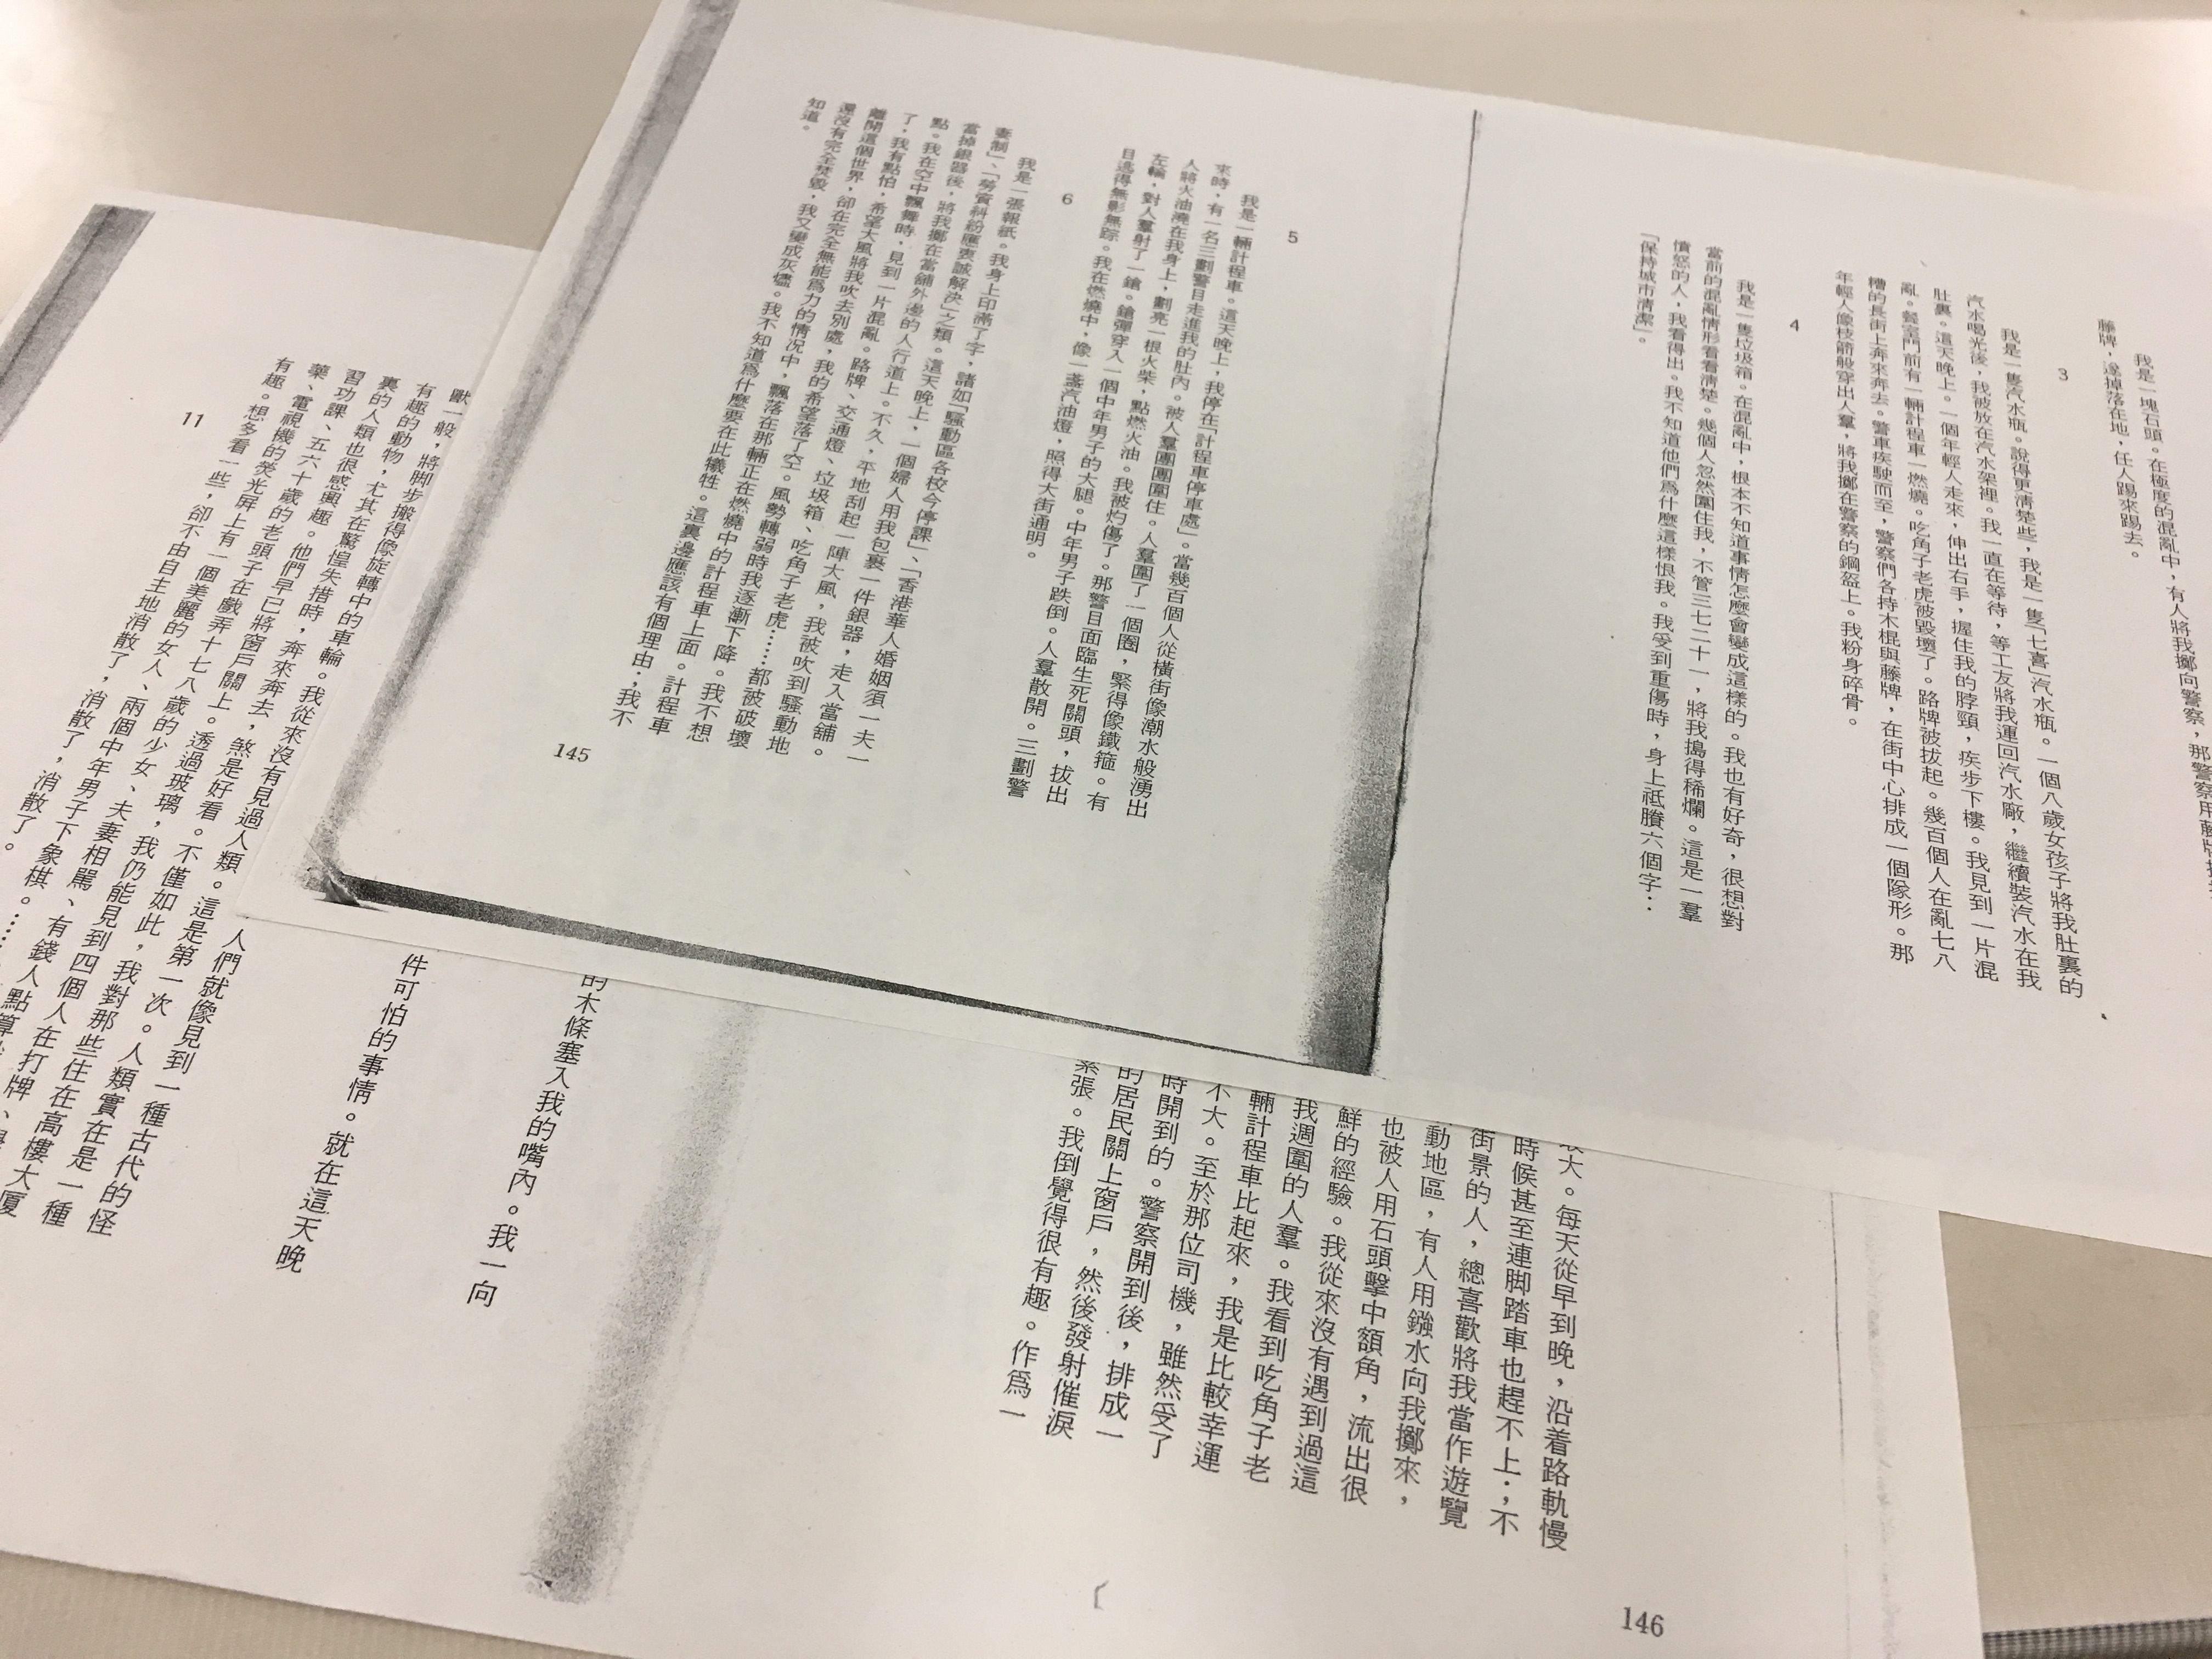 我是一塊石頭。在極度的混亂中,有人將我擲向警察,那警察用藤牌
藤牌,遂掉落在地,任人踢來踢去。
3
我是一隻汽水瓶。說得更清楚些,我是一隻「七喜」汽水瓶。一個八歲女孩子將我肚裏的
汽水喝光後,我被放在汽水架裡。我一直在等待,等工友將我運回汽水廠,繼續裝汽水在我
肚裏。這天晚上。一個年輕人走來,伸出右手,握住我的脖頸,疾步下樓。我見到一片混
亂。餐室門前有一輛計程車一燃燒。吃角子老虎被毀壞了。路牌被拔起。幾百個人在亂七八
糟的長街上奔來奔去。警車疾駛而至,警察們各持木棍與藤牌,在街中心排成一個隊形。那
年輕人像枝箭般穿出人羣,將我擲在警察的鋼盔上。我粉身碎骨。
4
我是一隻垃圾箱。在混亂中,根本不知道事情怎麼會變成這樣的。我也有好奇,很想對
當前的混亂情形看看清楚。幾個人忽然圍住我,不管三七二十一,將我搗得稀爛。這是一羣
憤怒的人,我看得出。我不知道他們爲什麼這樣恨我。我受到重傷時,身上祗賸六個字:
「保持城市清潔」。
5
我是一輛計程車。這天晚上,我停在「計程車停車處」。當幾百個人從橫街像潮水般湧出
來時,有一名三劃警目走進我的肚內。被人羣團團圍住。人羣圍了一個圈,緊得像鐵箍。有
人將火油澆在我身上,劃亮一根火柴,點燃火油。我被灼傷了。那警目面臨生死關頭,拔出
左輪,對人羣射了一鎗。鎗彈穿入一個中年男子的大腿。中年男子跌倒。人羣散開。三劃警
目逃得無影無踪。我在燃燒中,像一盞汽油燈,照得大街通明。
6
我是一張報紙。我身上印滿了字,諸如「騷動區各校今停課」、「香港華人婚姻須一夫一
妻制」、「勞資糾紛應衷誠解決」之類。這天晚上,一個婦人用我包裹一件銀器,走入當舖。
當掉銀器後,將我擲在當舖外邊的人行道上。不久,平地刮起一陣大風,我被吹到騷動地
點。我在空中飄舞時,見到一片混亂。路牌、交通燈、垃圾箱、吃角子老虎……都被破壞
了,我有點怕,希望大風將我吹去別處,我的希望落了空。風勢轉弱時我逐漸下降。我不想
離開這個世界,卻在完全無能爲力的情況中,飄落在那輛正在燃燒中的計程車上面。計程車
還沒有完全焚毀,我又變成灰燼。我不知道爲什麼要在此犧牲。這裏邊應該有個理由;我不
知道。
145
最大。每天從早到晚,沿着路軌慢
時候甚至連脚踏車也趕不上;不
街景的人,總喜歡將我當作遊覽
動地區,有人用鏹水向我擲來,
也被人用石頭擊中額角,流出很
鮮的經驗。我從來沒有遇到過這
我週圍的人羣。我看到吃角子老
輛計程車比起來,我是比較幸運
不大。至於那位司機,雖然受了
時開到的。警察開到後,排成一
的居民關上窗戶,然後發射催淚
緊張。我倒覺得很有趣。作爲一
146
的木條塞入我的嘴內。我一向
件可怕的事情。就在這天晚
獸一般,將脚步搬得像旋轉中的車輪。我從來沒有見過人類。這是第一次。人類實在是一種
有趣的動物,尤其在驚惶失措時,奔來奔去,煞是好看。不僅如此,我對那些住在高樓大廈
裏的人類也很感興趣。他們早已將窗戶關上。透過玻璃,我仍能見到四個人在打牌、
習功課、五六十歲的老頭子在戲弄十七八歲的少女、夫妻相駡、有錢人點算
藥、電視機的熒光屏上有一個美麗的女人、兩個中年男子下象棋。……
有趣。想多看一些,卻不由自主地消散了,消散了,消散了。
11
人們就像見到一種古代的怪